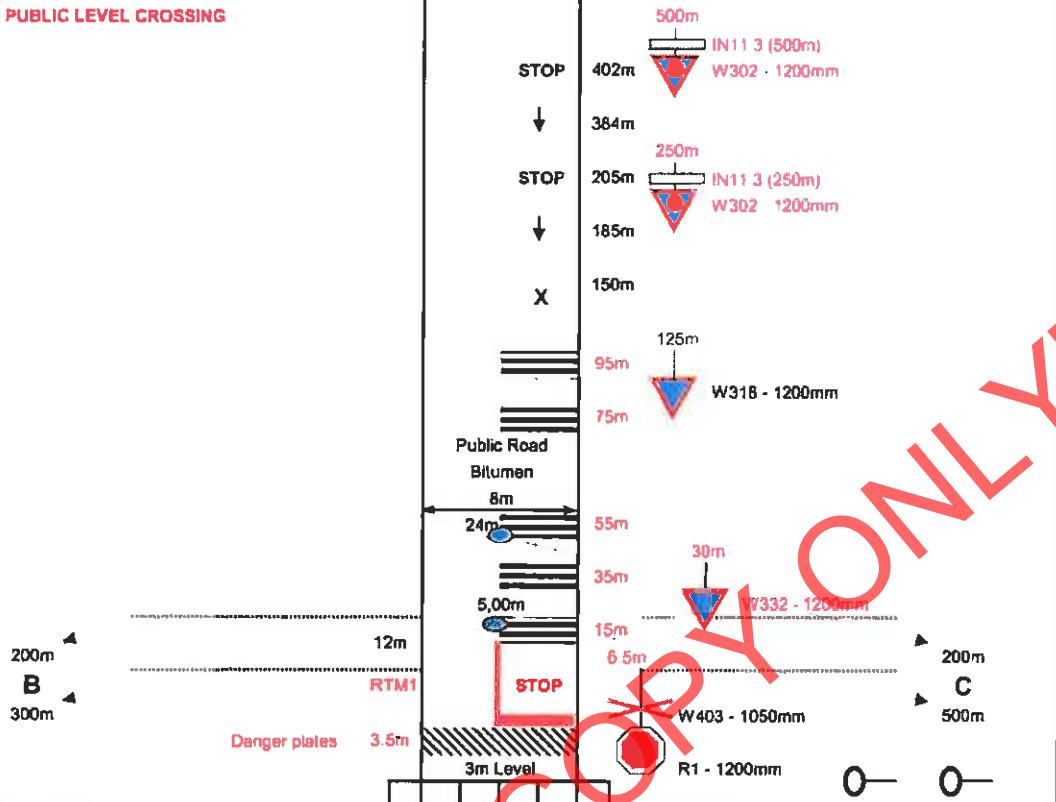 PUBLIC LEVEL CROSSING
500m
IN11 3 (500m)
STOP 402m W302 - 1200mm
384m
250m
STOP 205m IN11 3 (250m)
W302 1200mm
185m
X 150m
125m
95m
W318 - 1200mm
75m
Public Road
Bitumen
8m
24m 55m
30m
35m
5,00m W332 - 1200mm
15m
12m 6 5m
200m 200m
RTM1 STOP
B C
300m W403 - 1050mm 500m
Danger plates 3.5m
3m Level R1 - 1200mm
COPY ONLY